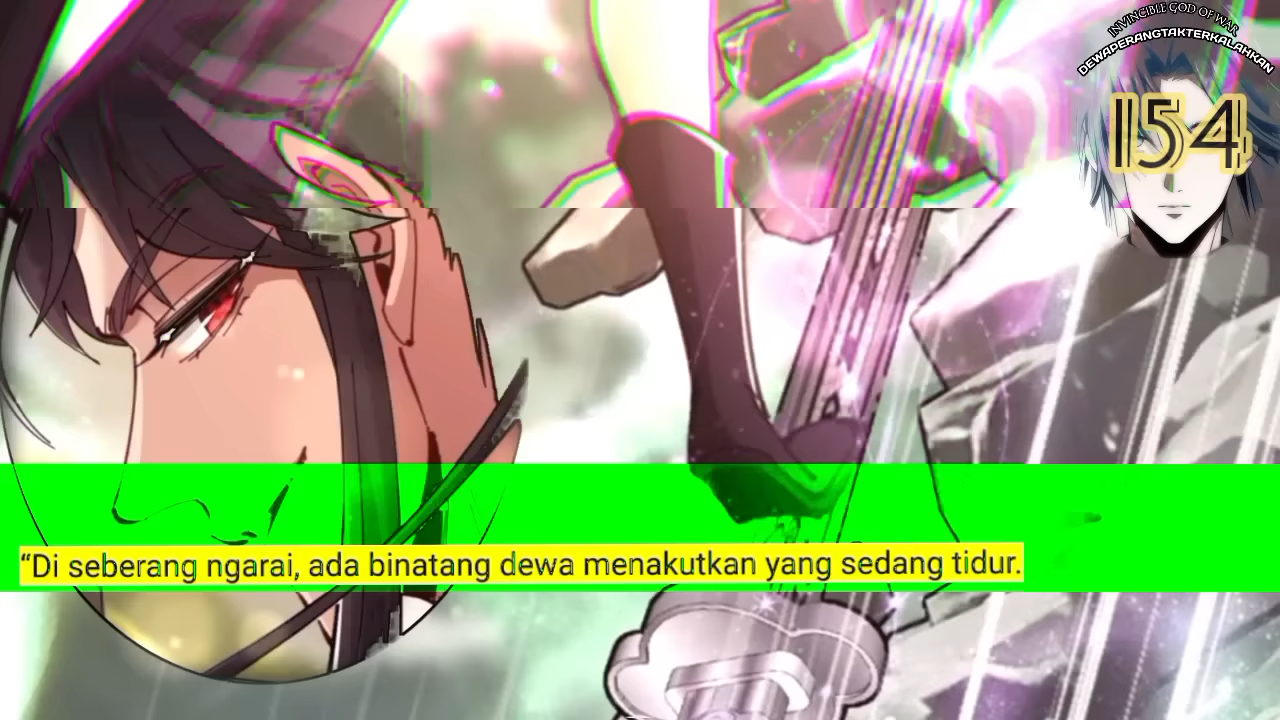 INVINCIBLE GOD OF WAR
DEWAPERANGTAKTERKALAHKAN
154
“Di seberang ngarai, ada binatang dewa menakutkan yang sedang tidur.